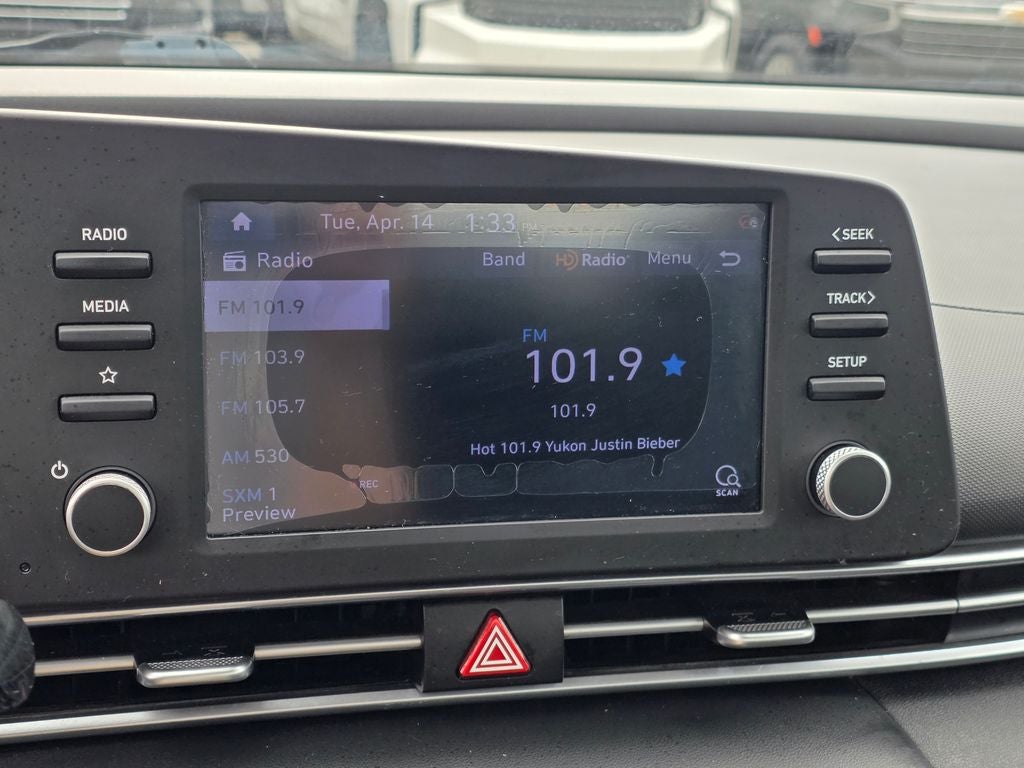 Tue, Apr. 14 1:33 PM
RADIO
<SEEK
Radio
Band
HD Radio
Menu
MEDIA
FM 101.9
TRACK>
FM 103.9
FM
101.9
SETUP
101.9
FM 105.7
Hot 101.9 Yukon Justin Bieber
AM 530
REC
SXM 1
Preview
SCAN